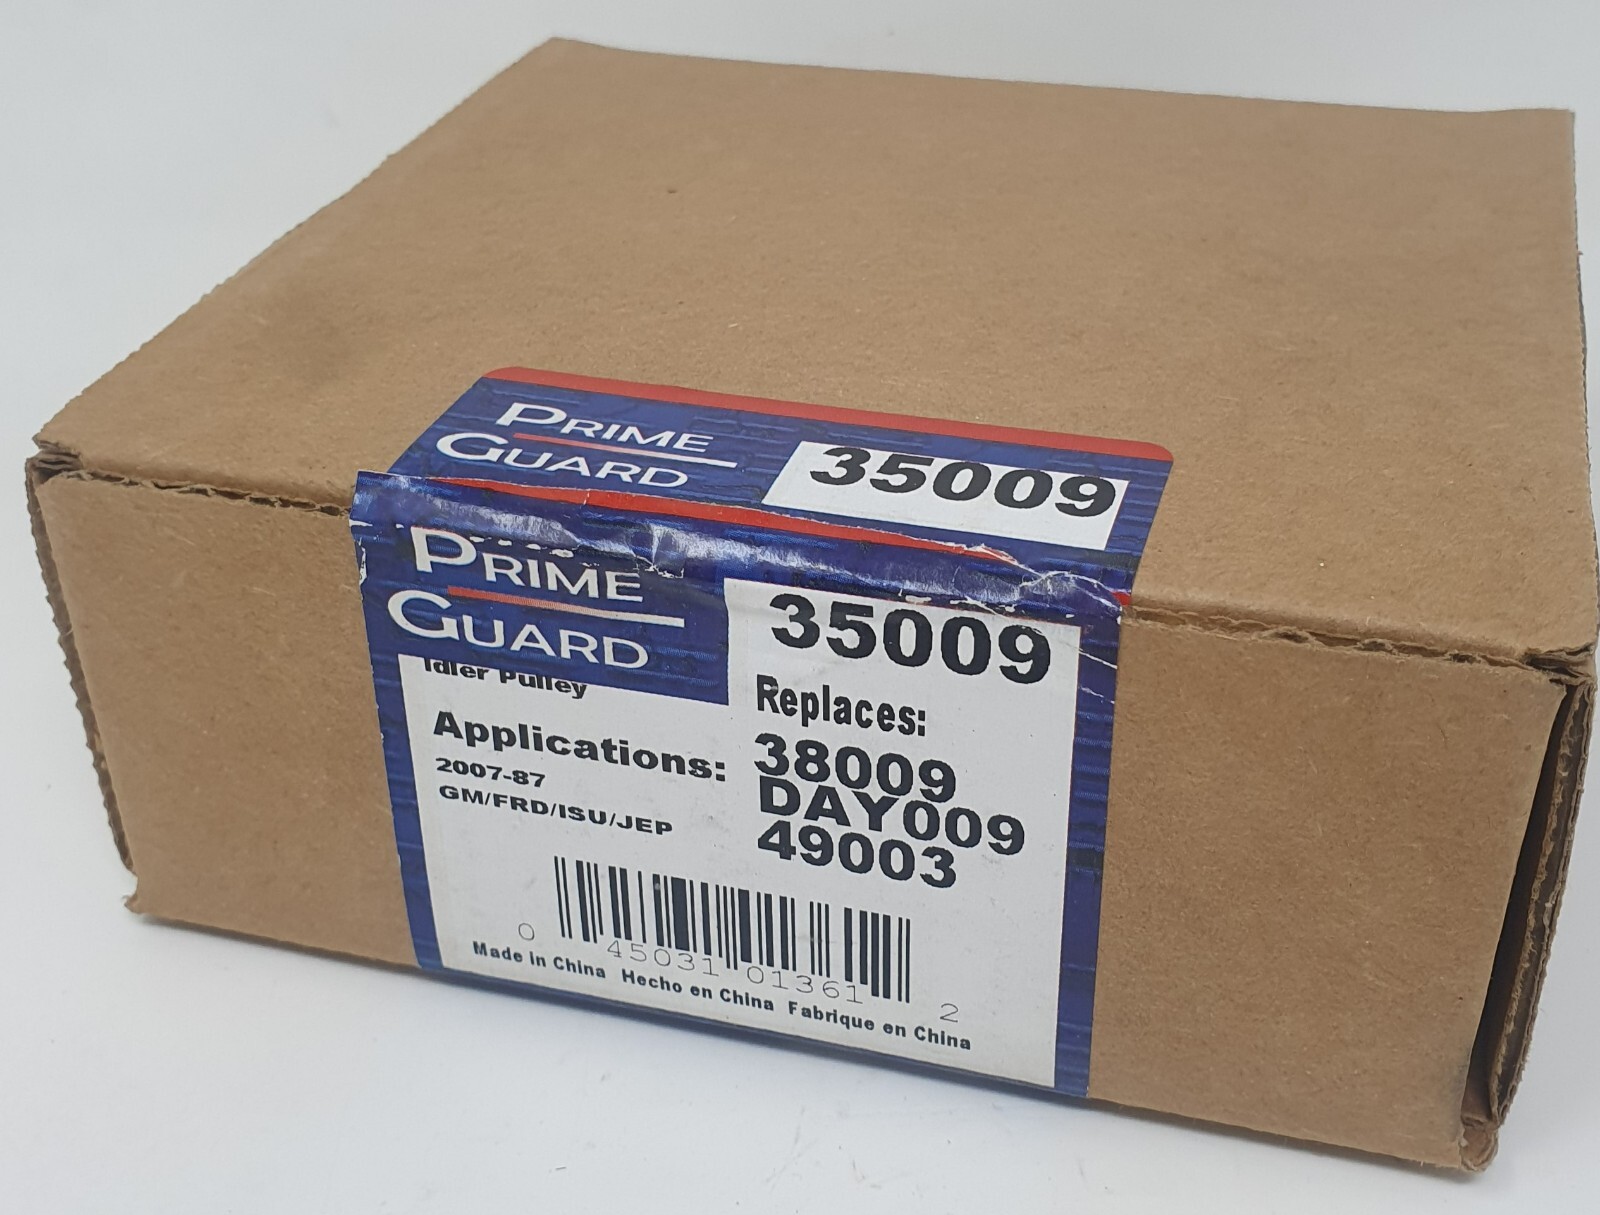 PRIME
GUARD
35009
PRIME
GUARD
35009
Idler Pulley
Replaces:
Applications:
38009
2007-87
DAY009
GM/FRD/ISU/JEP
49003
0 45031 01361 2
Made in China Hecho en China Fabrique en China